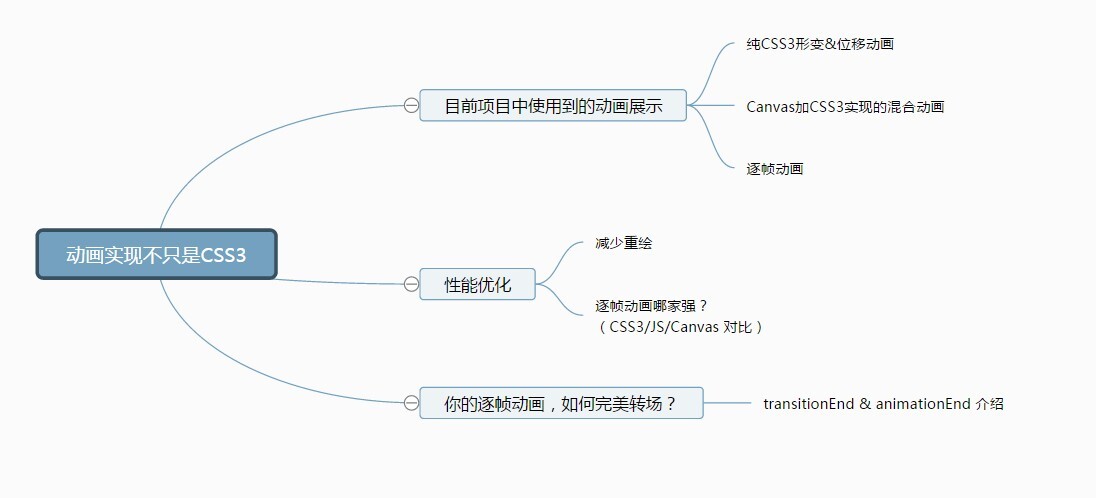 动画实现不只是CSS3
目前项目中使用到的动画展示
纯CSS3形变&位移动画
Canvas加CSS3实现的混合动画
逐帧动画
性能优化
减少重绘
逐帧动画哪家强？
（CSS3/JS/Canvas 对比）
你的逐帧动画，如何完美转场？
transitionEnd & animationEnd 介绍